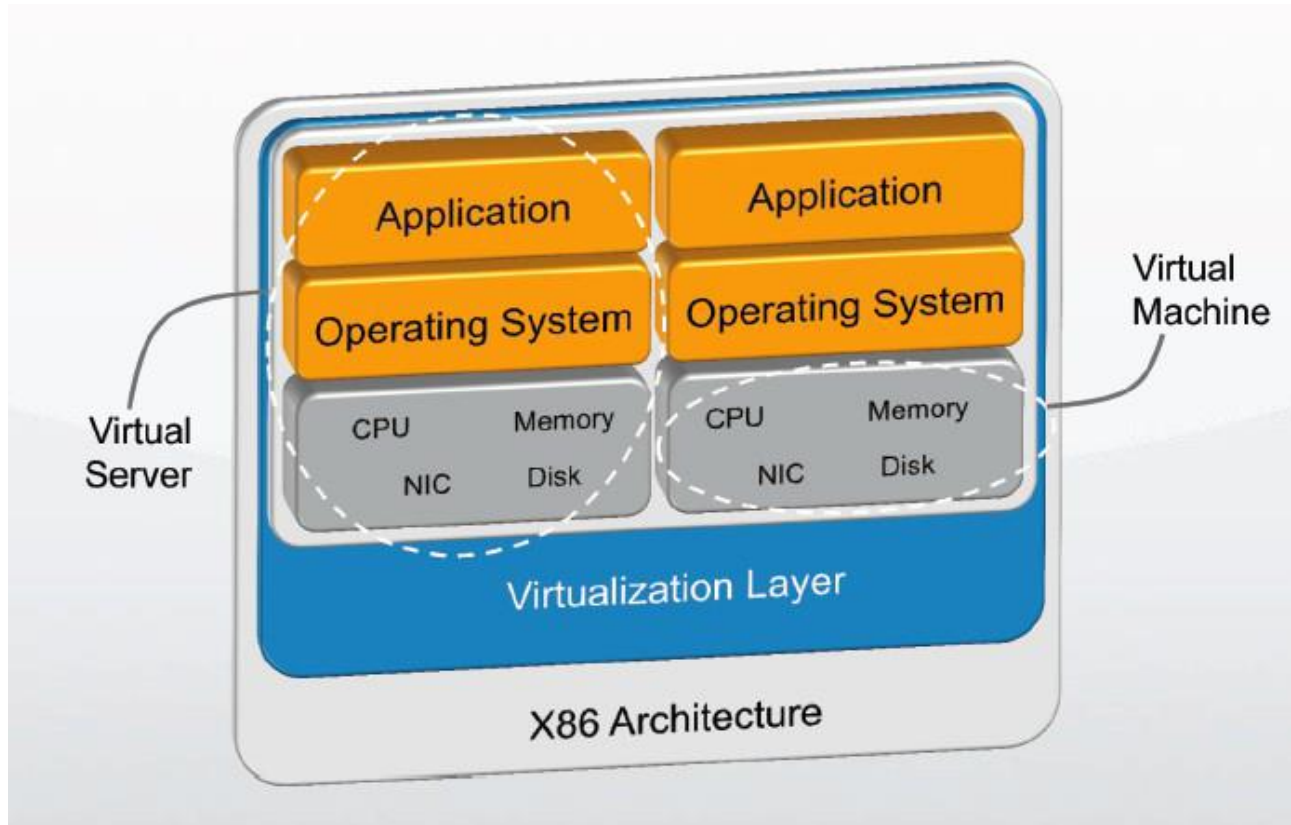 Application
Application
Operating System
Operating System
Virtual
Machine
CPU
Memory
NIC
Disk
CPU
Memory
NIC
Disk
Virtual
Server
Virtualization Layer
X86 Architecture